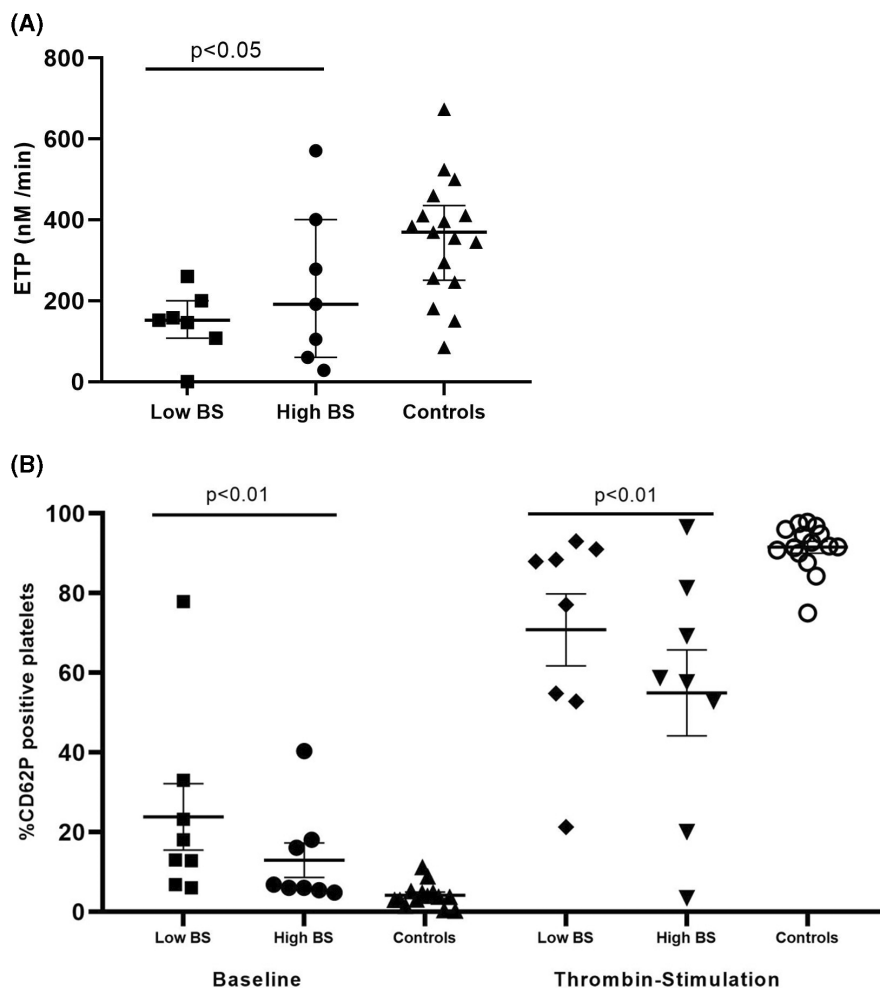 (A)
p<0.05
800
600
400
200
0
ETP (nM /min)
Low BS High BS Controls
(B)
p<0.01 p<0.01
100
80
60
40
20
0
%CD62P positive platelets
Low BS High BS Controls Low BS High BS Controls
Baseline Thrombin-Stimulation